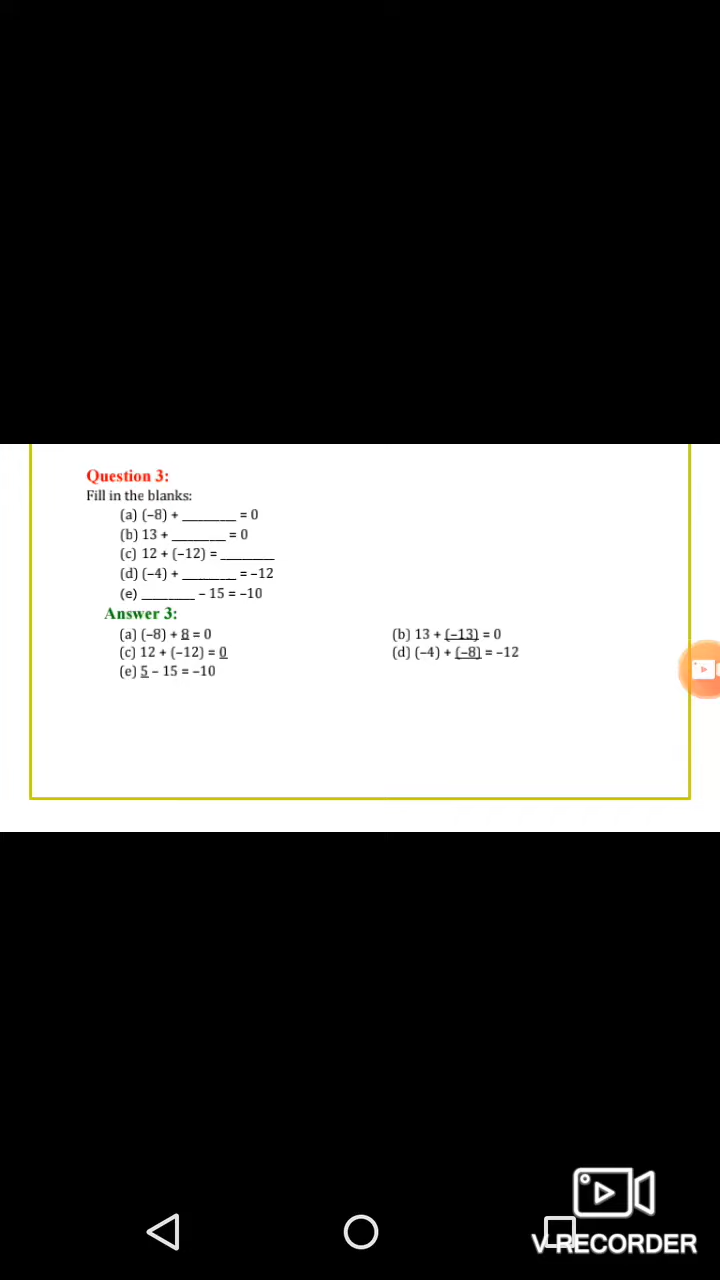 Question 3:
Fill in the blanks:
(a) (−8) + ________ = 0
(b) 13 + ________ = 0
(c) 12 + (−12) = ________
(d) (−4) + ________ = −12
(e) ________ − 15 = −10
Answer 3:
(a) (−8) + 8 = 0 (b) 13 + (−13) = 0
(c) 12 + (−12) = 0 (d) (−4) + (−8) = −12
(e) 5 − 15 = −10
V RECORDER